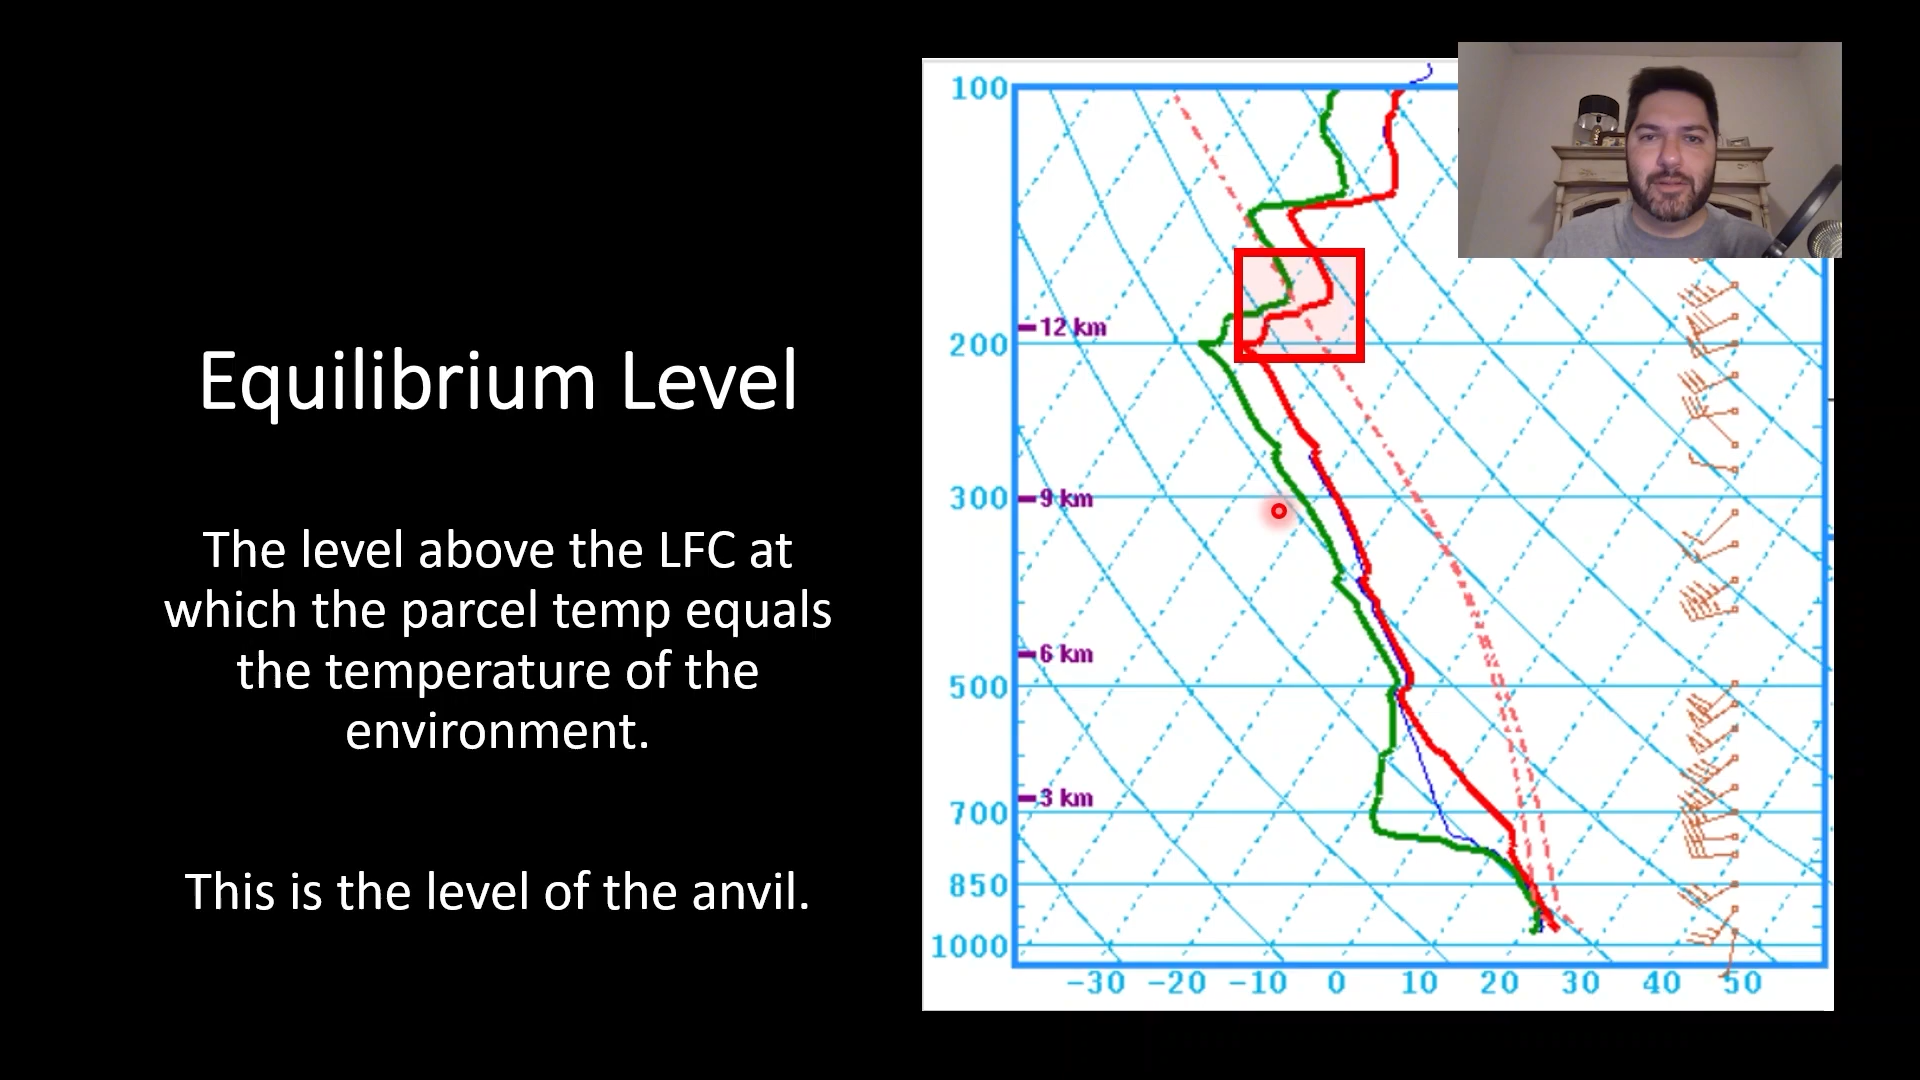 Equilibrium Level
The level above the LFC at
which the parcel temp equals
the temperature of the
environment.
This is the level of the anvil.
100
12 km
200
300
9 km
6 km
500
3 km
700
850
1000
-30 -20 -10 0 10 20 30 40 50